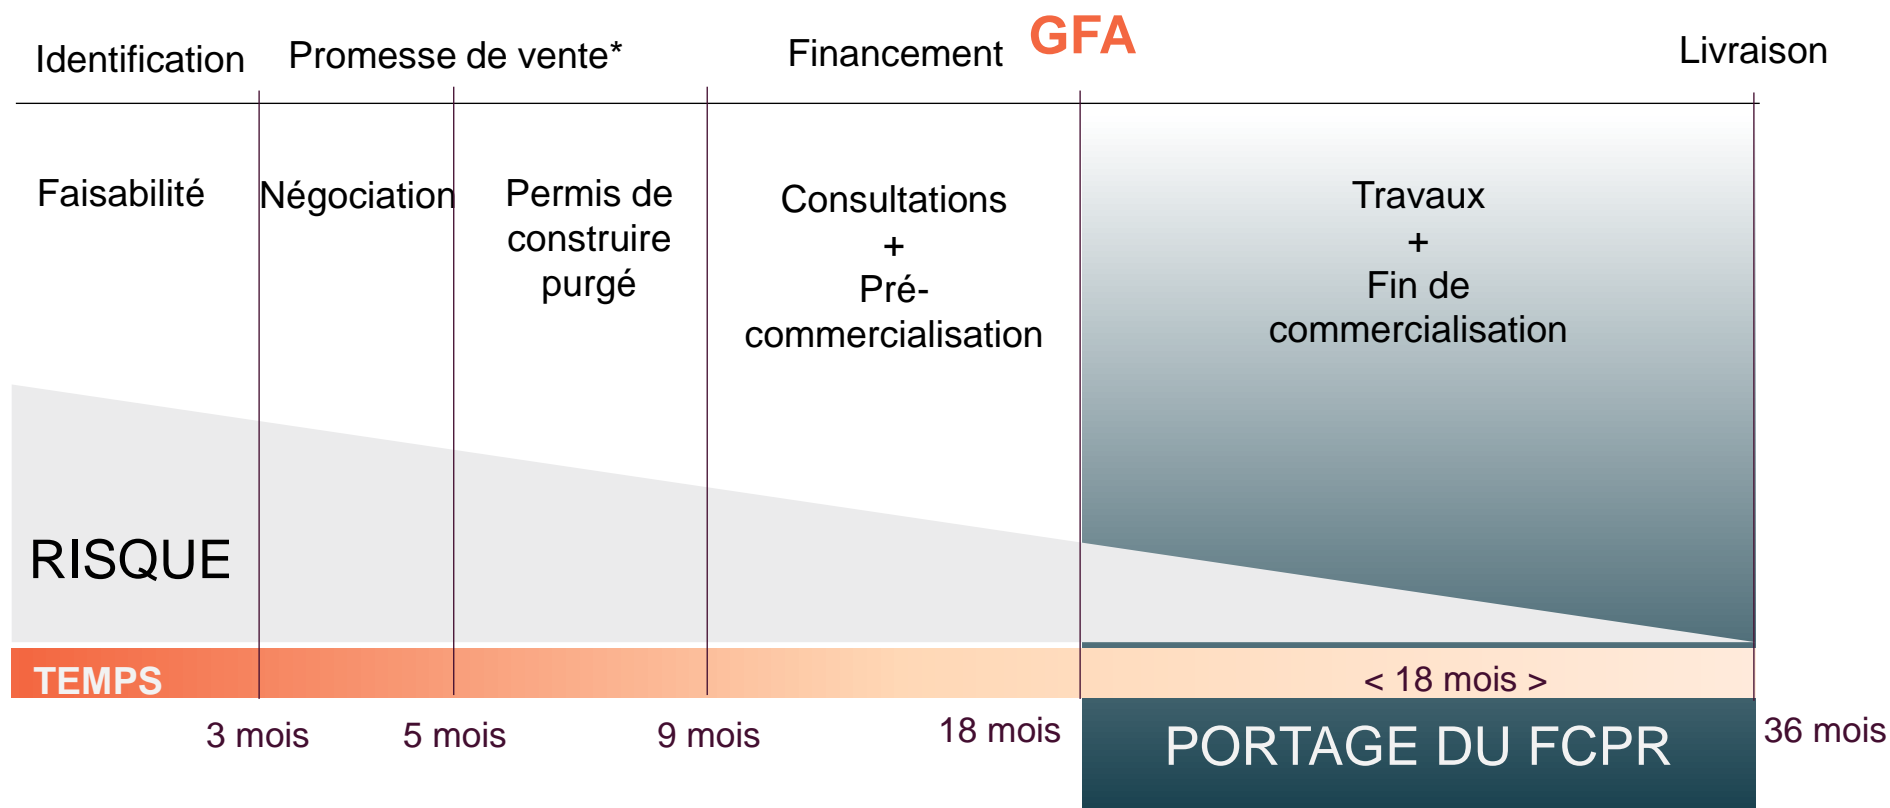 Identification
Promesse de vente*
Financement
GFA
Livraison
Faisabilité
Négociation
Permis de
construire
purgé
Consultations
+
Pré-
commercialisation
Travaux
+
Fin de
commercialisation
RISQUE
TEMPS
< 18 mois >
3 mois
5 mois
9 mois
18 mois
PORTAGE DU FCPR
36 mois